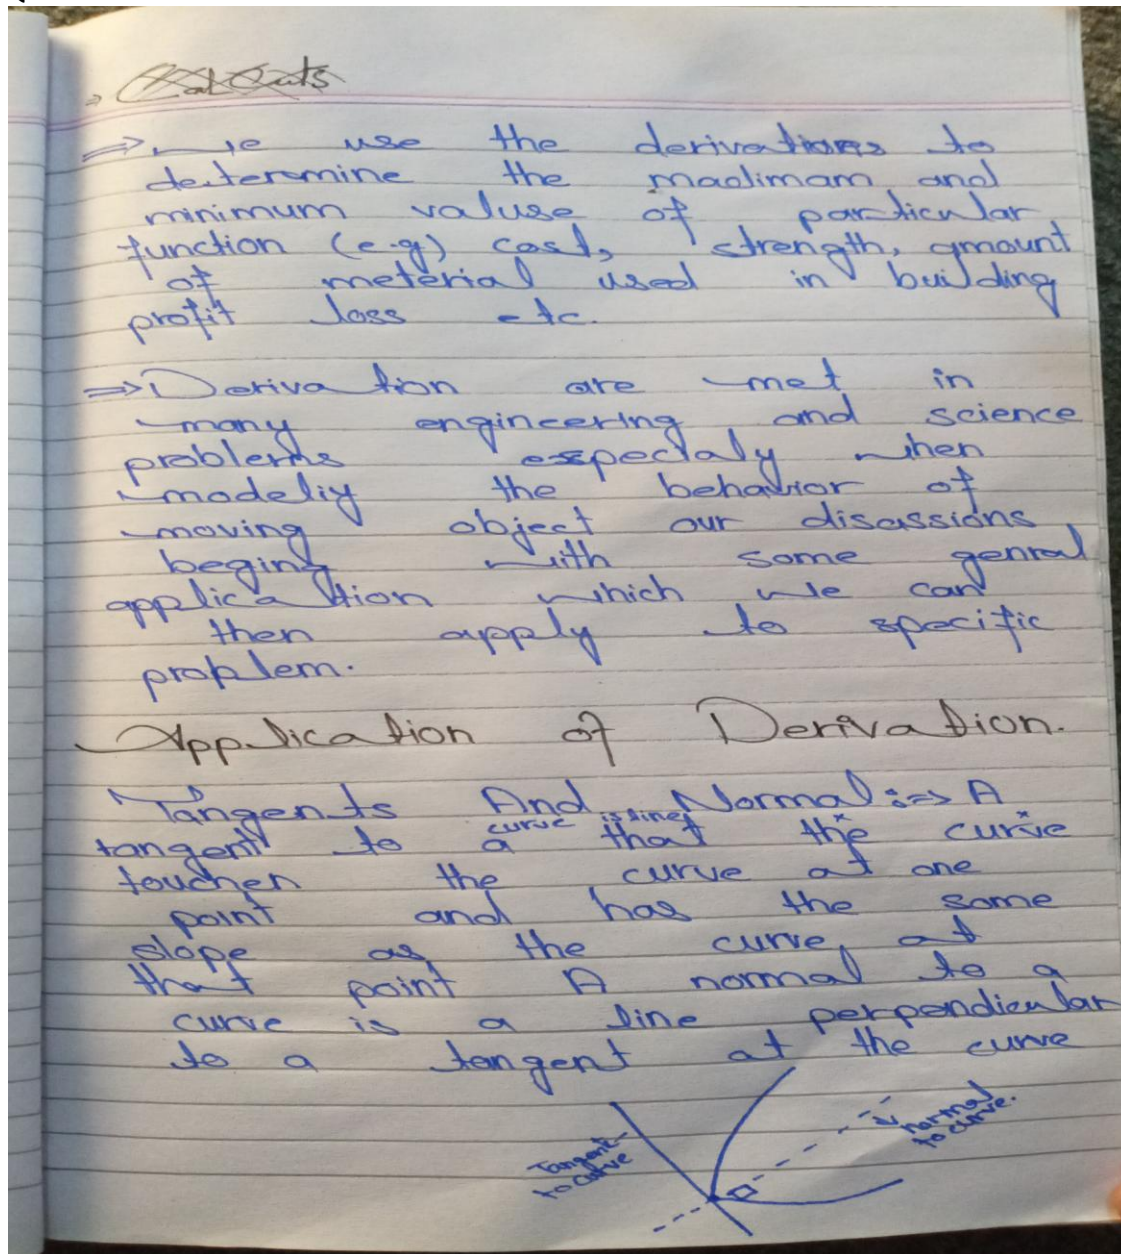 ⇒ We use the derivations to
determine the madimam and
minimum valuse of particular
function (e.g) cost, strength, amount
of meterial used in building
profit loss etc.
⇒ Derivation are met in
many engineering and science
problems especialy when
modeliy the behavior of
moving object our disassions
begins with some genral
application which we can
then apply to specific
problem.
Application of Derivation.
Tangents And Normal :⇒ A
curve is line
tangent to a that the curve
touchen the curve at one
point and has the same
slope as the curve at
that point A normal to a
curve is a line perpendicular
to a tangent at the curve
Tangent
to curve
normal
to curve.